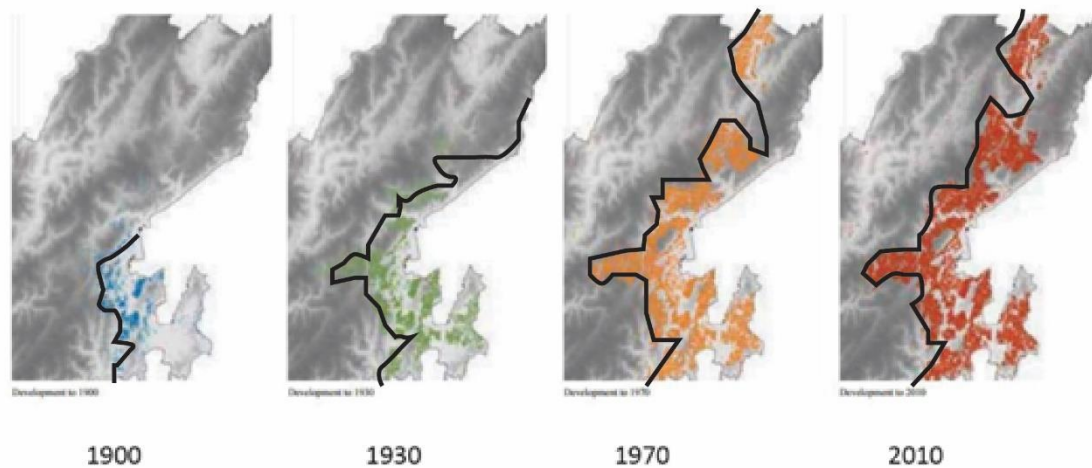 Development to 1900
Development to 1930
Development to 1970
Development to 2010
1900
1930
1970
2010